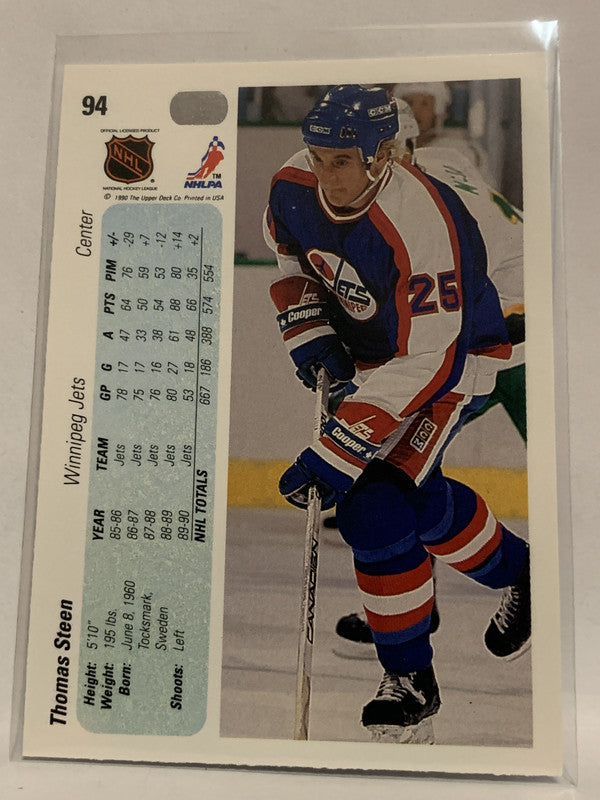 94
OFFICIAL LICENSED PRODUCT
NHL
NATIONAL HOCKEY LEAGUE
NHLPA
TM
© 1990 The Upper Deck Co. Printed in USA
Thomas Steen Winnipeg Jets Center
Height: 5'10"
Weight: 195 lbs.
Born: June 8, 1960
Tocksmark,
Sweden
Shoots: Left
YEAR TEAM GP G A PTS PIM +/-
85-86 Jets 78 17 47 64 76 -29
86-87 Jets 75 17 33 50 59 +7
87-88 Jets 76 16 38 54 53 -12
88-89 Jets 80 27 61 88 80 +14
89-90 Jets 53 18 48 66 35 +2
NHL TOTALS 667 186 388 574 554
CCM
JETS
WINNIPEG
25
Cooper
JETS
Cooper
CCM
CANADIEN